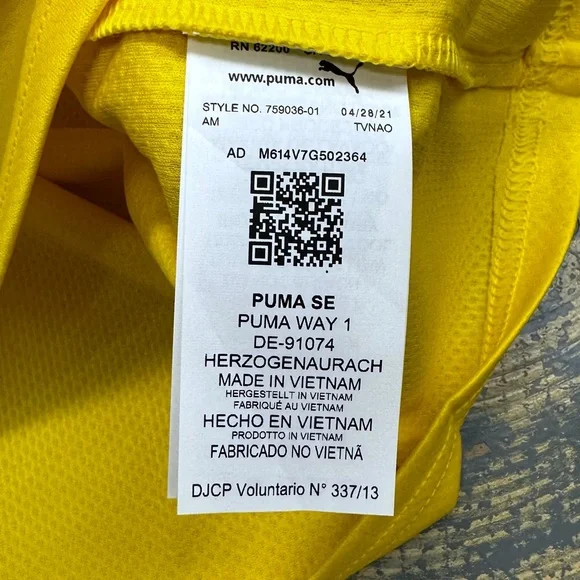 RN 62200
www.puma.com
STYLE NO. 759036-01 04/28/21
AM TVNAO
AD M614V7G502364
PUMA SE
PUMA WAY 1
DE-91074
HERZOGENAURACH
MADE IN VIETNAM
HERGESTELLT IN VIETNAM
FABRIQUÉ AU VIETNAM
HECHO EN VIETNAM
PRODOTTO IN VIETNAM
FABRICADO NO VIETNÃ
DJCP Voluntario N° 337/13